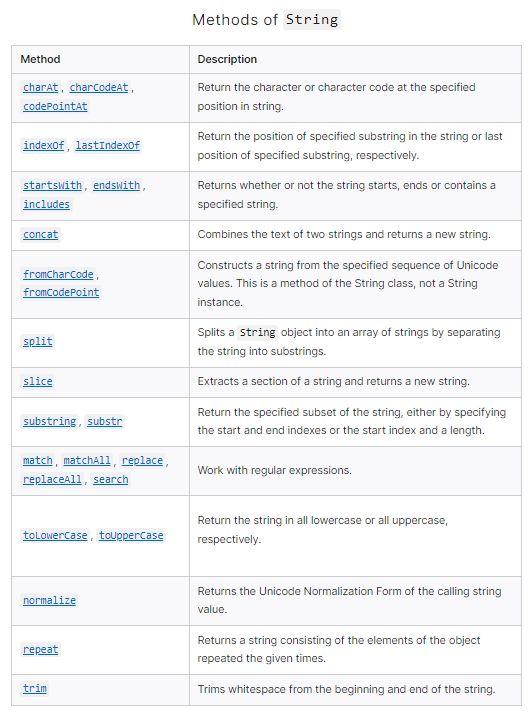 Methods of String
Method Description
charAt, charCodeAt, Return the character or character code at the specified
codePointAt position in string.
indexOf, lastIndexOf Return the position of specified substring in the string or last
position of specified substring, respectively.
startsWith, endsWith, Returns whether or not the string starts, ends or contains a
includes specified string.
concat Combines the text of two strings and returns a new string.
fromCharCode, Constructs a string from the specified sequence of Unicode
fromCodePoint values. This is a method of the String class, not a String
instance.
split Splits a String object into an array of strings by separating
the string into substrings.
slice Extracts a section of a string and returns a new string.
substring, substr Return the specified subset of the string, either by specifying
the start and end indexes or the start index and a length.
match, matchAll, replace,
replaceAll, search Work with regular expressions.
toLowerCase, toUpperCase Return the string in all lowercase or all uppercase,
respectively.
normalize Returns the Unicode Normalization Form of the calling string
value.
repeat Returns a string consisting of the elements of the object
repeated the given times.
trim Trims whitespace from the beginning and end of the string.